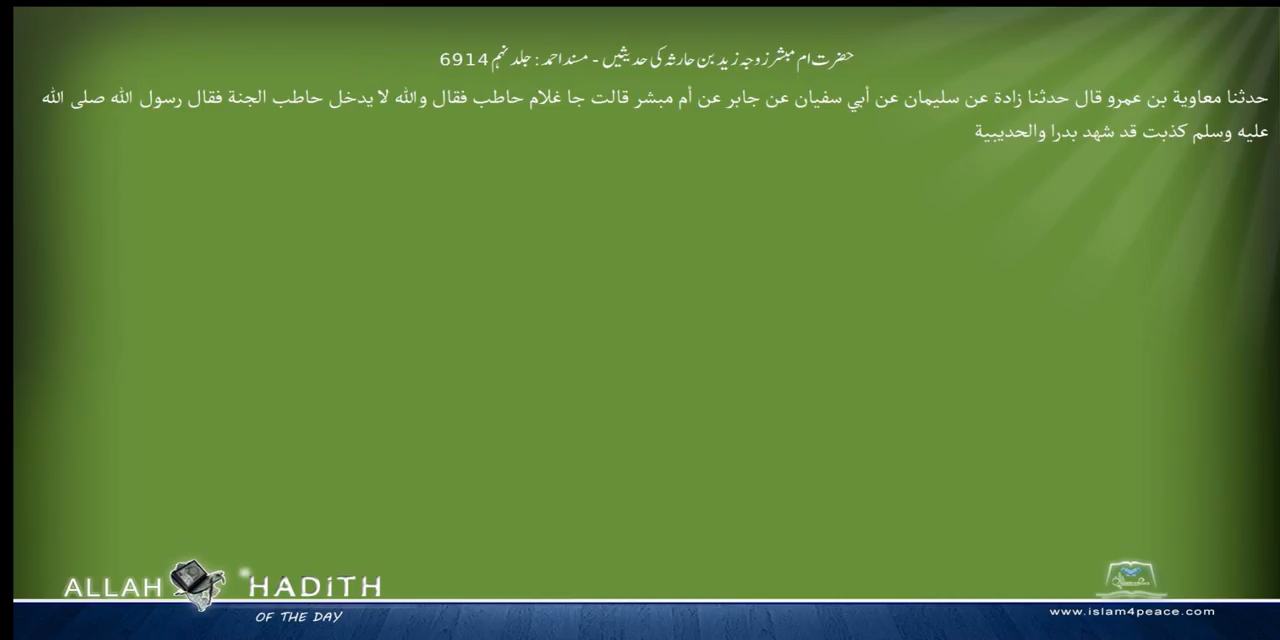 حضرت ام مبشر زوجہ زید بن حارثہ کی حدیثیں - مسند احمد : جلد نہم 6914
حدثنا معاوية بن عمرو قال حدثنا زادة عن سليمان عن أبي سفيان عن جابر عن أم مبشر قالت جا غلام حاطب فقال والله لا يدخل حاطب الجنة فقال رسول الله صلى الله
عليه وسلم كذبت قد شهد بدرا والحديبية
ALLAH HADITH
OF THE DAY
www.islam4peace.com